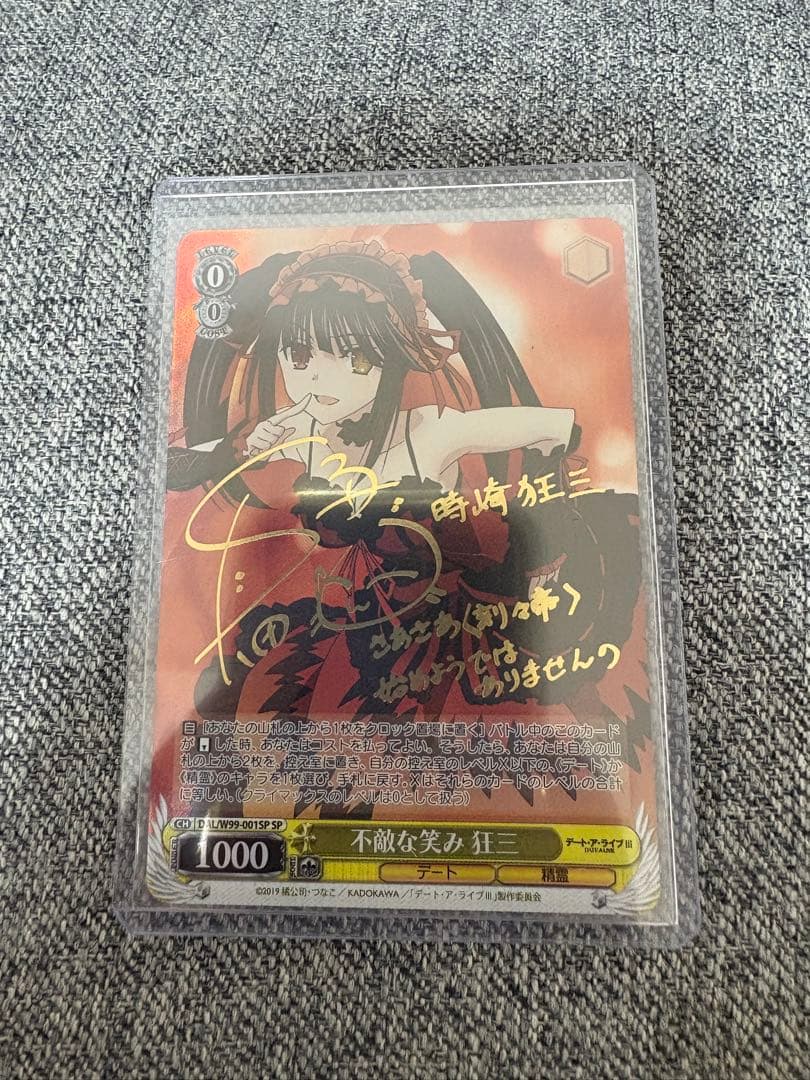 0
0
COST
時崎狂三
さあさあ〈刻々帝〉
始めようでは
ありませんの
自 [あなたの山札の上から1枚をクロック置場に置く] バトル中のこのカード
が した時、あなたはコストを払ってよい。そうしたら、あなたは自分の山
札の上から2枚を、控え室に置き、自分の控え室のレベルX以下の、《デート》か
《精霊》のキャラを1枚選び、手札に戻す。Xはそれらのカードのレベルの合計
に等しい。(クライマックスのレベルは0として扱う)
CH DAL/W99-001SP SP
1000
不敵な笑み 狂三
デート・ア・ライブⅢ
DATE A LIVE
デート
精霊
©2019 橘公司・つなこ/KADOKAWA/「デート・ア・ライブⅢ」製作委員会